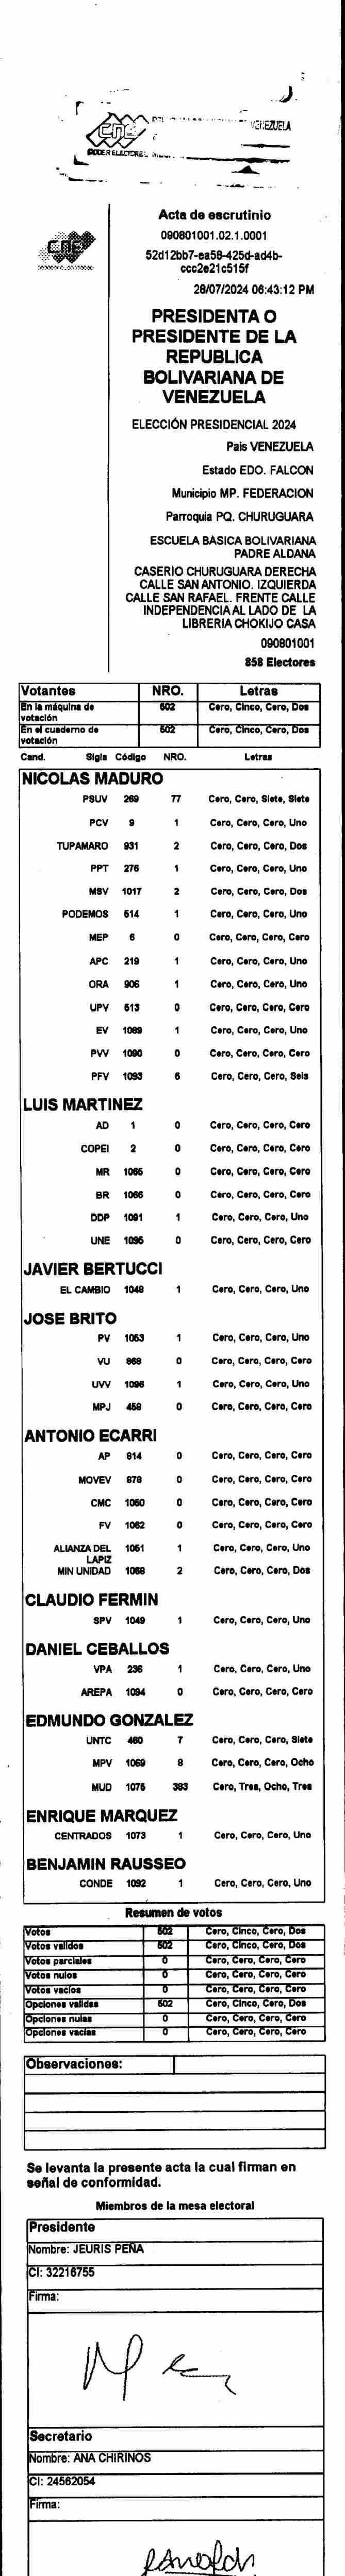 CNE
PODER ELECTORAL
VENEZUELA
CNE
Acta de escrutinio
090801001.02.1.0001
52d12bb7-ea58-425d-ad4b-
ccc2e21c515f
28/07/2024 06:43:12 PM
PRESIDENTA O
PRESIDENTE DE LA
REPUBLICA
BOLIVARIANA DE
VENEZUELA
ELECCIÓN PRESIDENCIAL 2024
Pais VENEZUELA
Estado EDO. FALCON
Municipio MP. FEDERACION
Parroquia PQ. CHURUGUARA
ESCUELA BASICA BOLIVARIANA
PADRE ALDANA
CASERIO CHURUGUARA DERECHA
CALLE SAN ANTONIO. IZQUIERDA
CALLE SAN RAFAEL. FRENTE CALLE
INDEPENDENCIA AL LADO DE LA
LIBRERIA CHOKIJO CASA
090801001
858 Electores
Votantes NRO. Letras
En la máquina de votación 502 Cero, Cinco, Cero, Dos
En el cuaderno de votación 502 Cero, Cinco, Cero, Dos
Cand. Sigla Código NRO. Letras
NICOLAS MADURO
PSUV 269 77 Cero, Cero, Siete, Siete
PCV 9 1 Cero, Cero, Cero, Uno
TUPAMARO 931 2 Cero, Cero, Cero, Dos
PPT 276 1 Cero, Cero, Cero, Uno
MSV 1017 2 Cero, Cero, Cero, Dos
PODEMOS 514 1 Cero, Cero, Cero, Uno
MEP 6 0 Cero, Cero, Cero, Cero
APC 219 1 Cero, Cero, Cero, Uno
ORA 906 1 Cero, Cero, Cero, Uno
UPV 513 0 Cero, Cero, Cero, Cero
EV 1089 1 Cero, Cero, Cero, Uno
PVV 1090 0 Cero, Cero, Cero, Cero
PFV 1093 6 Cero, Cero, Cero, Seis
LUIS MARTINEZ
AD 1 0 Cero, Cero, Cero, Cero
COPEI 2 0 Cero, Cero, Cero, Cero
MR 1065 0 Cero, Cero, Cero, Cero
BR 1066 0 Cero, Cero, Cero, Cero
DDP 1091 1 Cero, Cero, Cero, Uno
UNE 1095 0 Cero, Cero, Cero, Cero
JAVIER BERTUCCI
EL CAMBIO 1048 1 Cero, Cero, Cero, Uno
JOSE BRITO
PV 1053 1 Cero, Cero, Cero, Uno
VU 969 0 Cero, Cero, Cero, Cero
UVV 1096 1 Cero, Cero, Cero, Uno
MPJ 459 0 Cero, Cero, Cero, Cero
ANTONIO ECARRI
AP 814 0 Cero, Cero, Cero, Cero
MOVEV 978 0 Cero, Cero, Cero, Cero
CMC 1050 0 Cero, Cero, Cero, Cero
FV 1062 0 Cero, Cero, Cero, Cero
ALIANZA DEL LAPIZ 1051 1 Cero, Cero, Cero, Uno
MIN UNIDAD 1068 2 Cero, Cero, Cero, Dos
CLAUDIO FERMIN
SPV 1049 1 Cero, Cero, Cero, Uno
DANIEL CEBALLOS
VPA 236 1 Cero, Cero, Cero, Uno
AREPA 1094 0 Cero, Cero, Cero, Cero
EDMUNDO GONZALEZ
UNTC 460 7 Cero, Cero, Cero, Siete
MPV 1069 8 Cero, Cero, Cero, Ocho
MUD 1075 383 Cero, Tres, Ocho, Tres
ENRIQUE MARQUEZ
CENTRADOS 1073 1 Cero, Cero, Cero, Uno
BENJAMIN RAUSSEO
CONDE 1092 1 Cero, Cero, Cero, Uno
Resumen de votos
Votos 502 Cero, Cinco, Cero, Dos
Votos validos 502 Cero, Cinco, Cero, Dos
Votos parciales 0 Cero, Cero, Cero, Cero
Votos nulos 0 Cero, Cero, Cero, Cero
Votos vacios 0 Cero, Cero, Cero, Cero
Opciones validas 502 Cero, Cinco, Cero, Dos
Opciones nulas 0 Cero, Cero, Cero, Cero
Opciones vacias 0 Cero, Cero, Cero, Cero
Observaciones:
Se levanta la presente acta la cual firman en
señal de conformidad.
Miembros de la mesa electoral
Presidente
Nombre: JEURIS PEÑA
CI: 32216755
Firma:
Secretario
Nombre: ANA CHIRINOS
CI: 24562054
Firma: